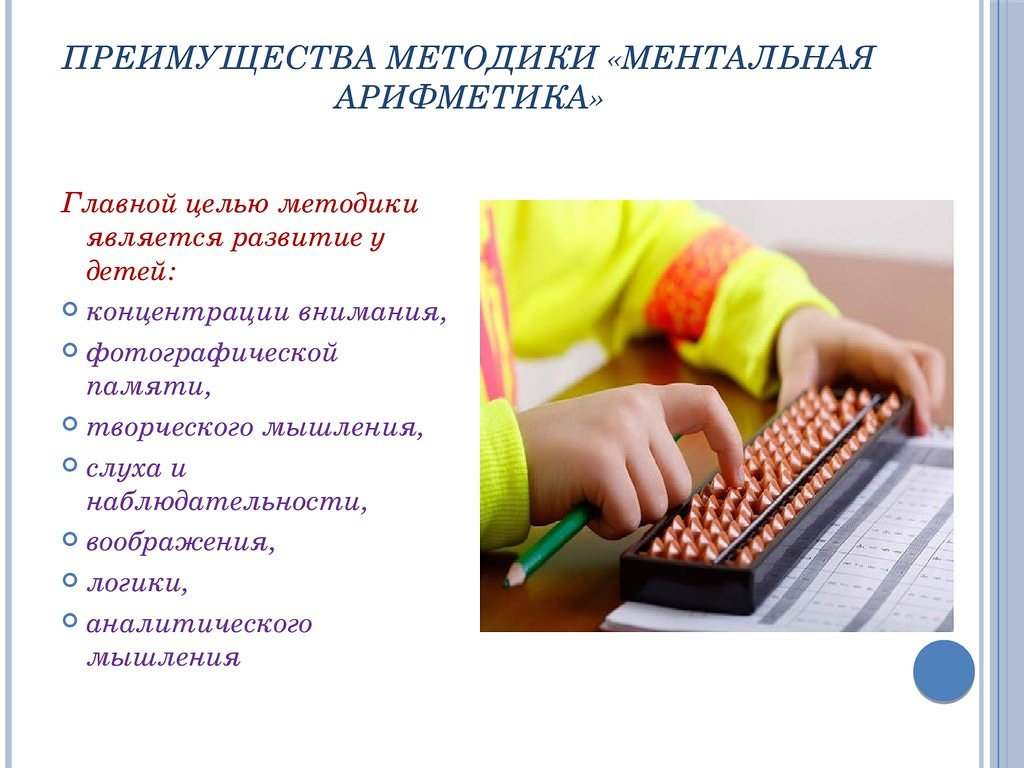 ПРЕИМУЩЕСТВА МЕТОДИКИ «МЕНТАЛЬНАЯ
АРИФМЕТИКА»
Главной целью методики
является развитие у
детей:
концентрации внимания,
фотографической
памяти,
творческого мышления,
слуха и
наблюдательности,
воображения,
логики,
аналитического
мышления